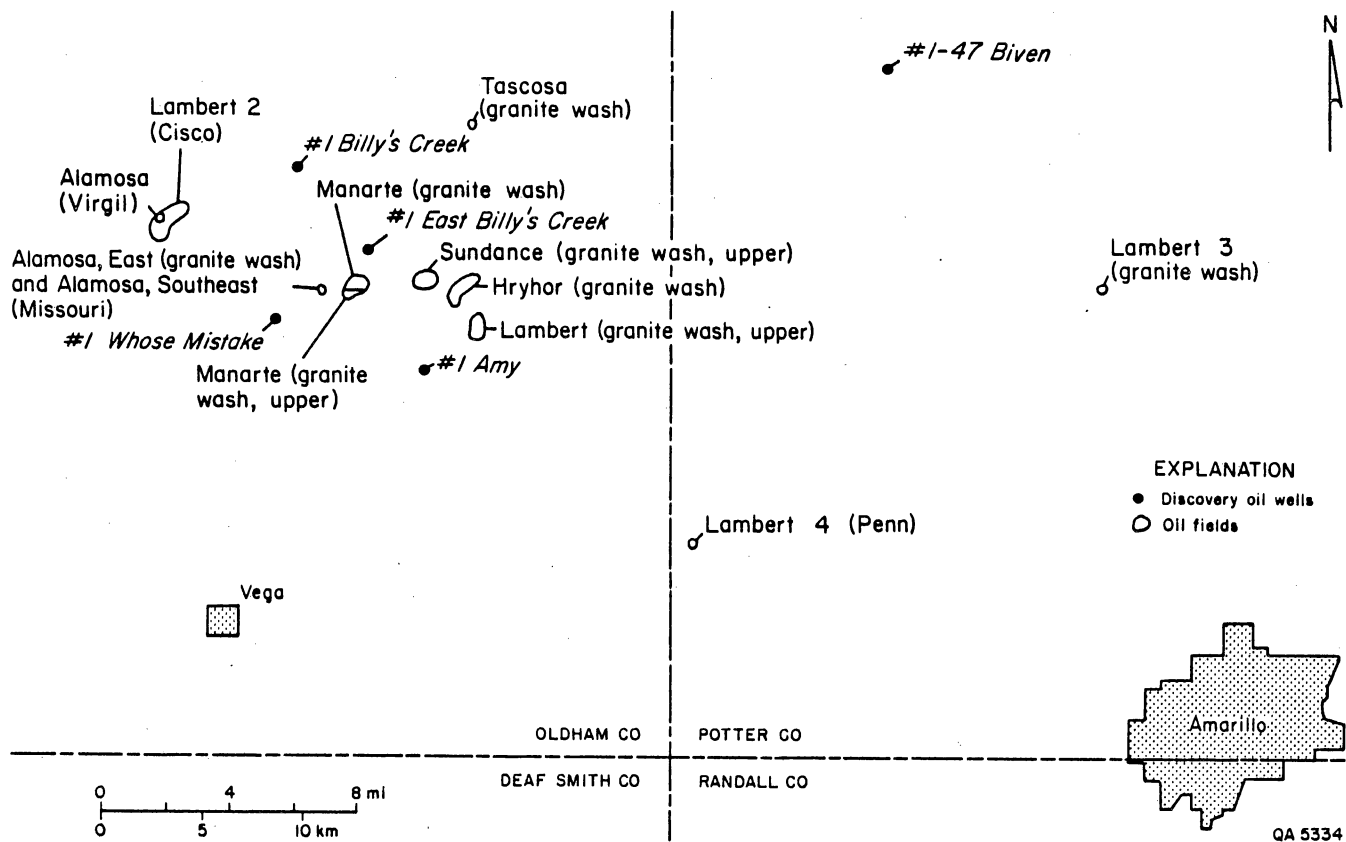 N
#1-47 Biven
Tascosa
(granite wash)
Lambert 2
(Cisco)
#1 Billy's Creek
Alamosa
(Virgil)
Manarte (granite wash)
#1 East Billy's Creek
Sundance (granite wash, upper)
Lambert 3
(granite wash)
Alamosa, East (granite wash)
and Alamosa, Southeast
(Missouri)
Hryhor (granite wash)
Lambert (granite wash, upper)
#1 Whose Mistake
#1 Amy
Manarte (granite
wash, upper)
EXPLANATION
Discovery oil wells
Oil fields
Lambert 4 (Penn)
Vega
Amarillo
OLDHAM CO
POTTER CO
DEAF SMITH CO
RANDALL CO
0 4 8 mi
0 5 10 km
QA 5334